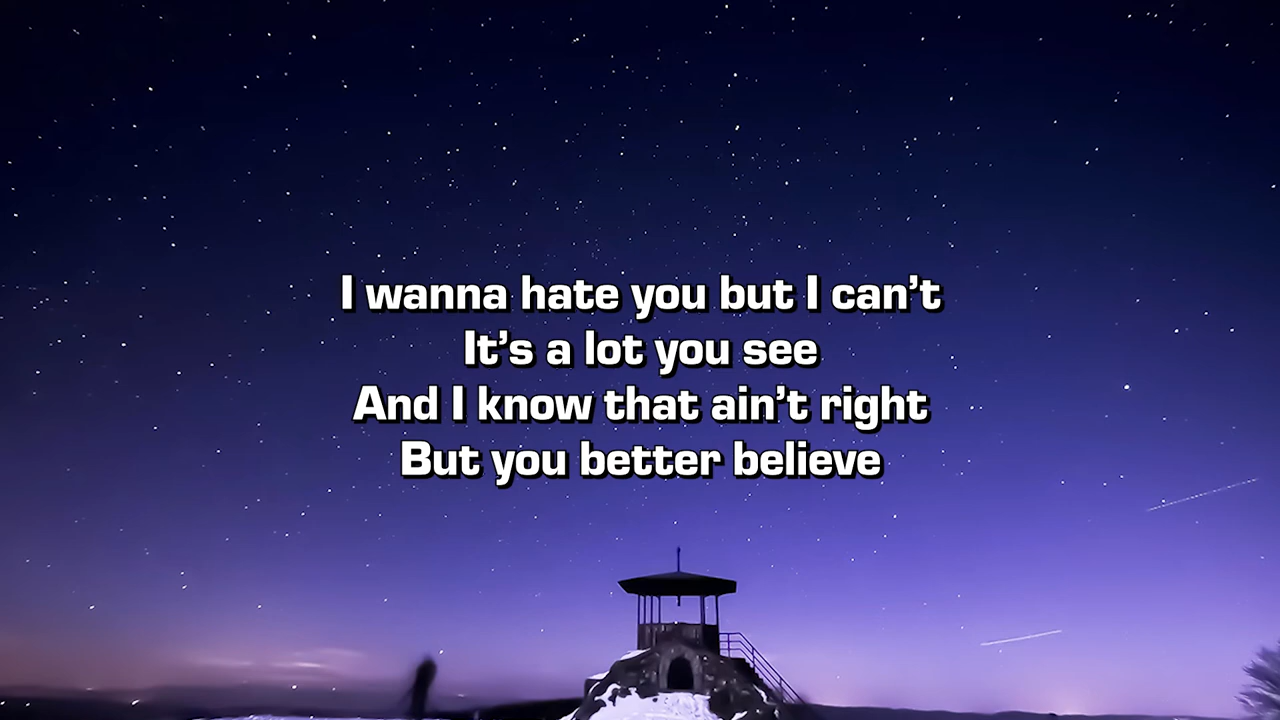 I wanna hate you but I can’t
It’s a lot you see
And I know that ain’t right
But you better believe